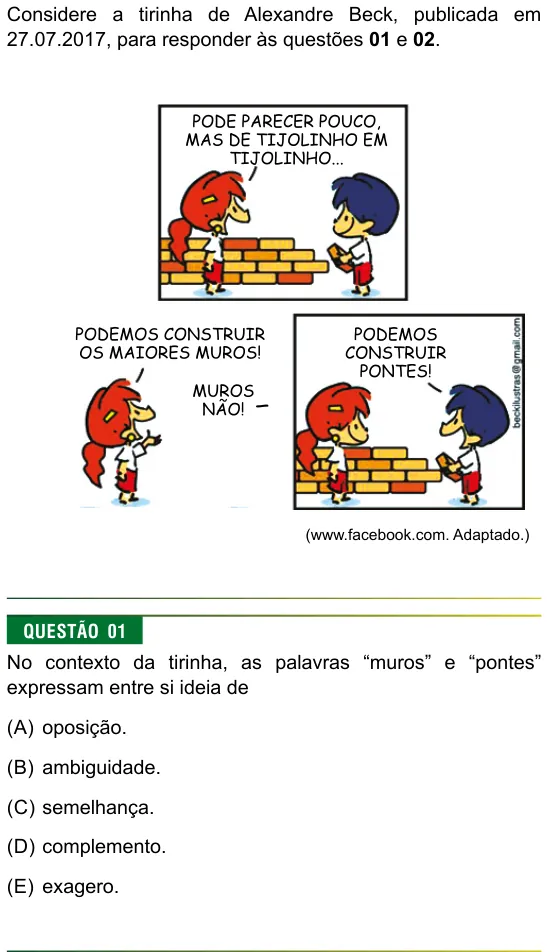 Considere a tirinha de Alexandre Beck, publicada em
27.07.2017, para responder às questões 01 e 02.
PODE PARECER POUCO,
MAS DE TIJOLINHO EM
TIJOLINHO...
PODEMOS CONSTRUIR
OS MAIORES MUROS!
MUROS
NÃO!
PODEMOS
CONSTRUIR
PONTES!
beckilustras@gmail.com
(www.facebook.com. Adaptado.)
QUESTÃO 01
No contexto da tirinha, as palavras “muros” e “pontes”
expressam entre si ideia de
(A) oposição.
(B) ambiguidade.
(C) semelhança.
(D) complemento.
(E) exagero.